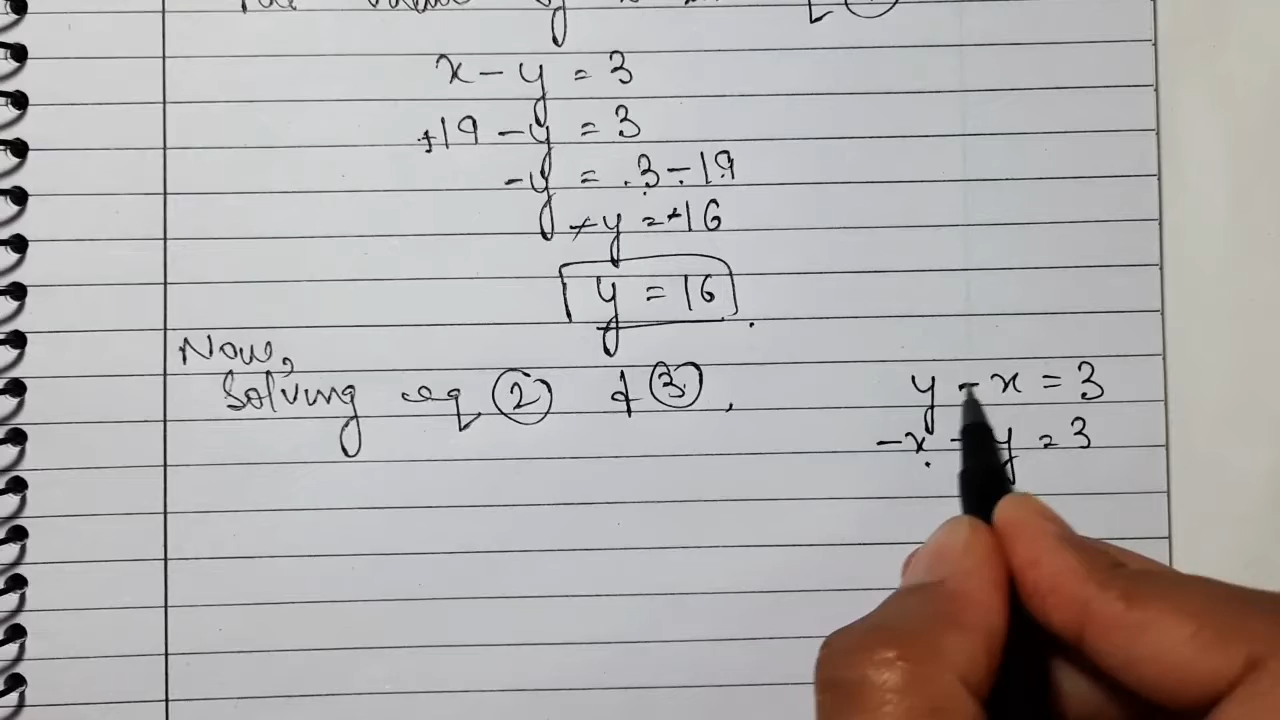 x - y = 3
+19 - y = 3
-y = 3 - 19
+y = +16
y = 16
Now,
Solving eq ② & ③, y - x = 3
-x - y = 3